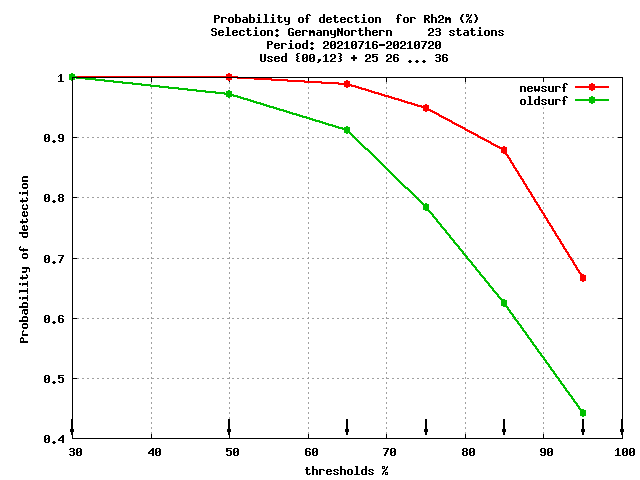 Probability of detection  for Rh2m (%)
Selection: GermanyNorthern     23 stations
Period: 20210716-20210720
Used {00,12} + 25 26 ... 36
newsurf
oldsurf
1
0.9
0.8
0.7
0.6
0.5
0.4
Probability of detection
30 40 50 60 70 80 90 100
thresholds %